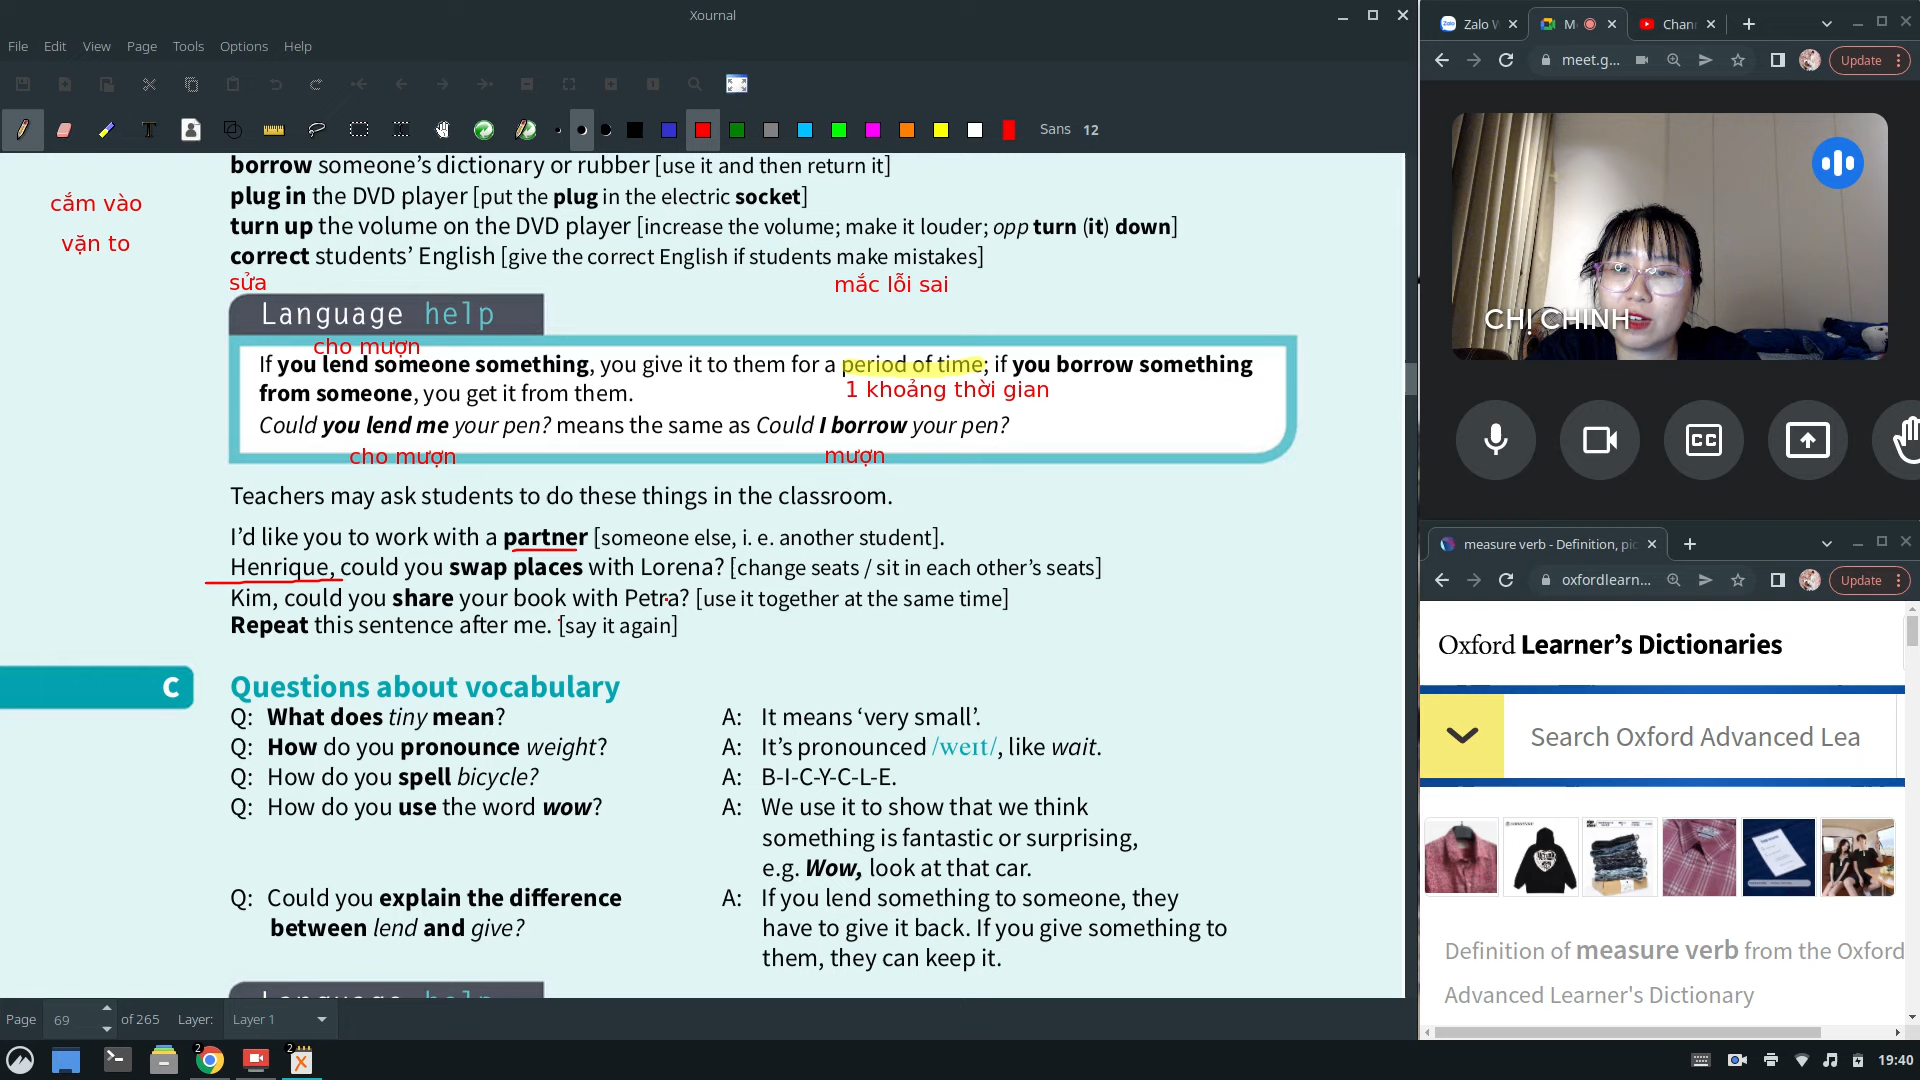 Xournal
File Edit View Page Tools Options Help
Sans 12
borrow someone’s dictionary or rubber [use it and then return it]
cắm vào
plug in the DVD player [put the plug in the electric socket]
turn up the volume on the DVD player [increase the volume; make it louder; opp turn (it) down]
vặn to
correct students’ English [give the correct English if students make mistakes]
sửa
mắc lỗi sai
Language help
cho mượn
If you lend someone something, you give it to them for a period of time; if you borrow something
1 khoảng thời gian
from someone, you get it from them.
Could you lend me your pen? means the same as Could I borrow your pen?
cho mượn
mượn
Teachers may ask students to do these things in the classroom.
I’d like you to work with a partner [someone else, i. e. another student].
Henrique, could you swap places with Lorena? [change seats / sit in each other’s seats]
Kim, could you share your book with Petra? [use it together at the same time]
Repeat this sentence after me. [say it again]
C
Questions about vocabulary
Q: What does tiny mean? A: It means ‘very small’.
Q: How do you pronounce weight? A: It’s pronounced /weɪt/, like wait.
Q: How do you spell bicycle? A: B-I-C-Y-C-L-E.
Q: How do you use the word wow? A: We use it to show that we think
something is fantastic or surprising,
e.g. Wow, look at that car.
Q: Could you explain the difference A: If you lend something to someone, they
between lend and give? have to give it back. If you give something to
them, they can keep it.
Language help
Page 69 of 265 Layer: Layer 1
Zalo W
M
Chan
meet.g...
Update
CHỊ CHINH
CC
measure verb - Definition, pic
oxfordlearn...
Update
Oxford Learner’s Dictionaries
Search Oxford Advanced Lea
Definition of measure verb from the Oxford
Advanced Learner's Dictionary
2
2
19:40